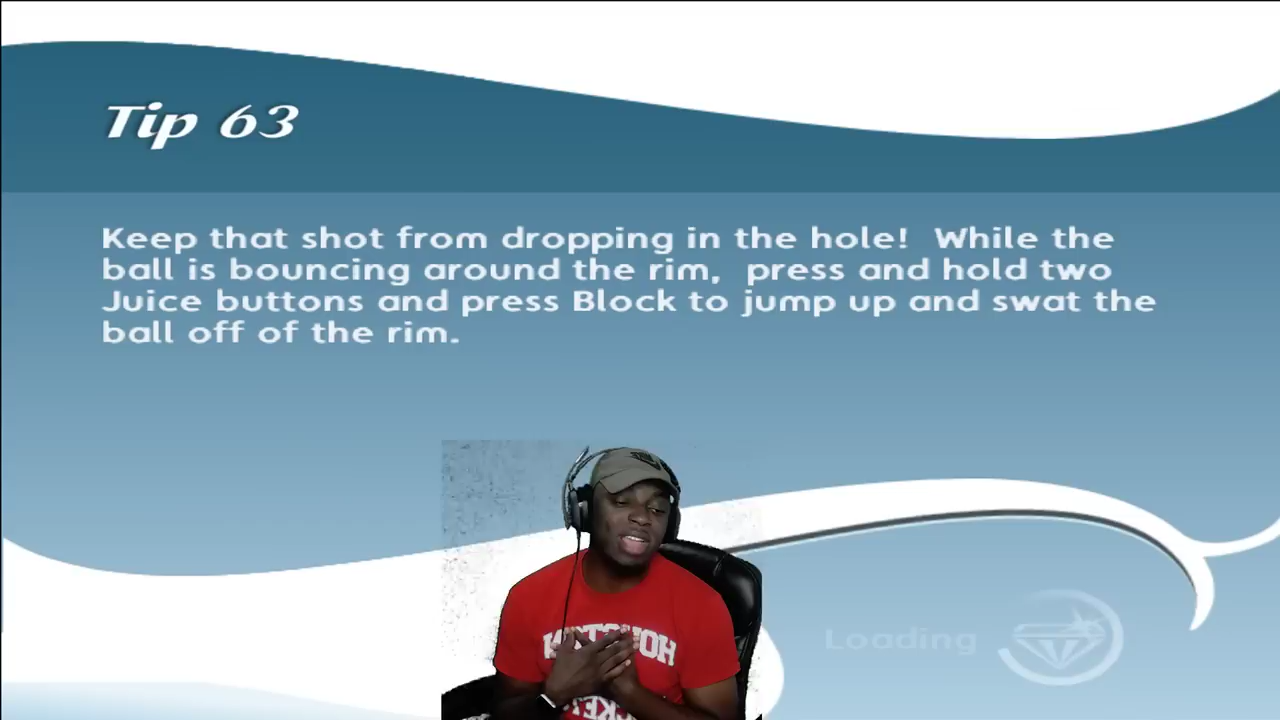 Tip 63
Keep that shot from dropping in the hole! While the
ball is bouncing around the rim, press and hold two
Juice buttons and press Block to jump up and swat the
ball off of the rim.
Loading